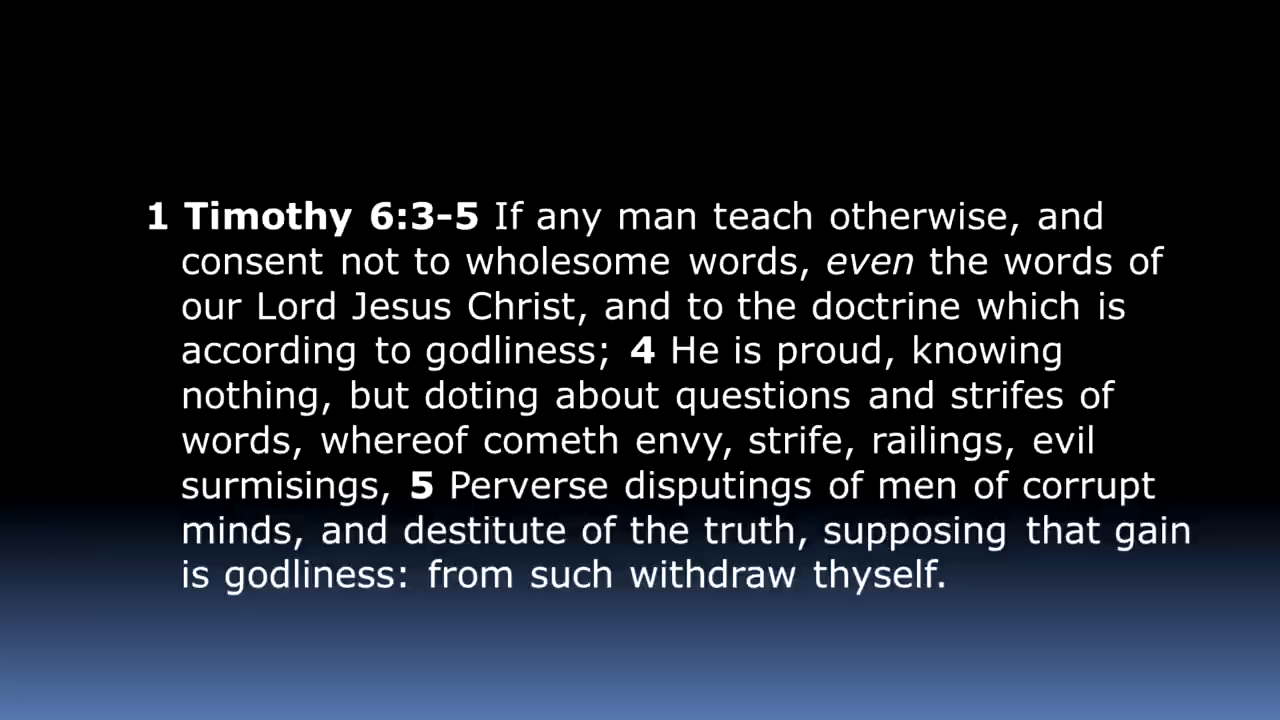 1 Timothy 6:3-5 If any man teach otherwise, and
consent not to wholesome words, even the words of
our Lord Jesus Christ, and to the doctrine which is
according to godliness; 4 He is proud, knowing
nothing, but doting about questions and strifes of
words, whereof cometh envy, strife, railings, evil
surmisings, 5 Perverse disputings of men of corrupt
minds, and destitute of the truth, supposing that gain
is godliness: from such withdraw thyself.